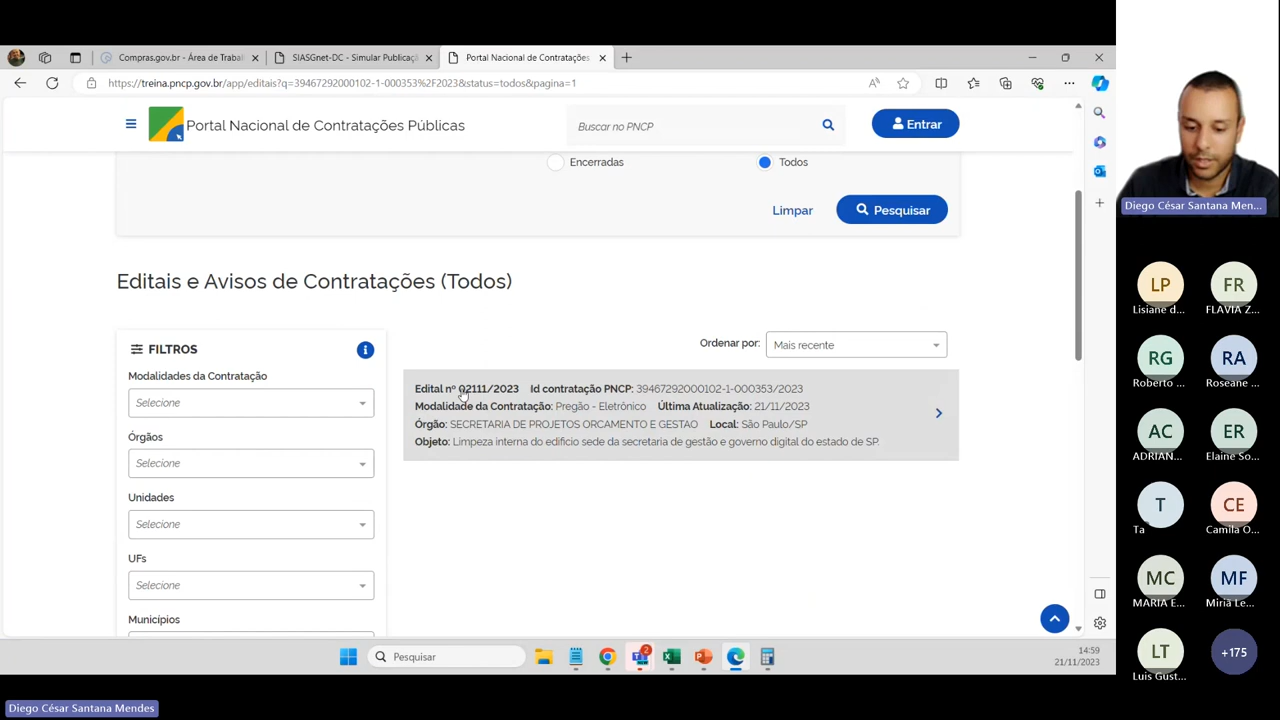 Compras.gov.br - Área de Trabal
SIASGnet-DC - Simular Publicaçã
Portal Nacional de Contratações
https://treina.pncp.gov.br/app/editais?q=39467292000102-1-000353%2F2023&status=todos&pagina=1
Portal Nacional de Contratações Públicas
Buscar no PNCP
Entrar
Encerradas
Todos
Limpar
Pesquisar
Editais e Avisos de Contratações (Todos)
FILTROS
Modalidades da Contratação
Selecione
Órgãos
Selecione
Unidades
Selecione
UFs
Selecione
Municípios
Ordenar por:
Mais recente
Edital nº 02111/2023 Id contratação PNCP: 39467292000102-1-000353/2023
Modalidade da Contratação: Pregão - Eletrônico Última Atualização: 21/11/2023
Órgão: SECRETARIA DE PROJETOS ORCAMENTO E GESTAO Local: São Paulo/SP
Objeto: Limpeza interna do edificio sede da secretaria de gestão e governo digital do estado de SP.
Pesquisar
2
14:59
21/11/2023
Diego César Santana Men...
LP
Lisiane d...
FR
FLAVIA Z...
RG
Roberto ...
RA
Roseane ...
AC
ADRIAN...
ER
Elaine So...
T
Ta
CE
Camila O...
MC
MARIA E...
MF
Miriã Le...
LT
Luis Gust...
+175
Diego César Santana Mendes